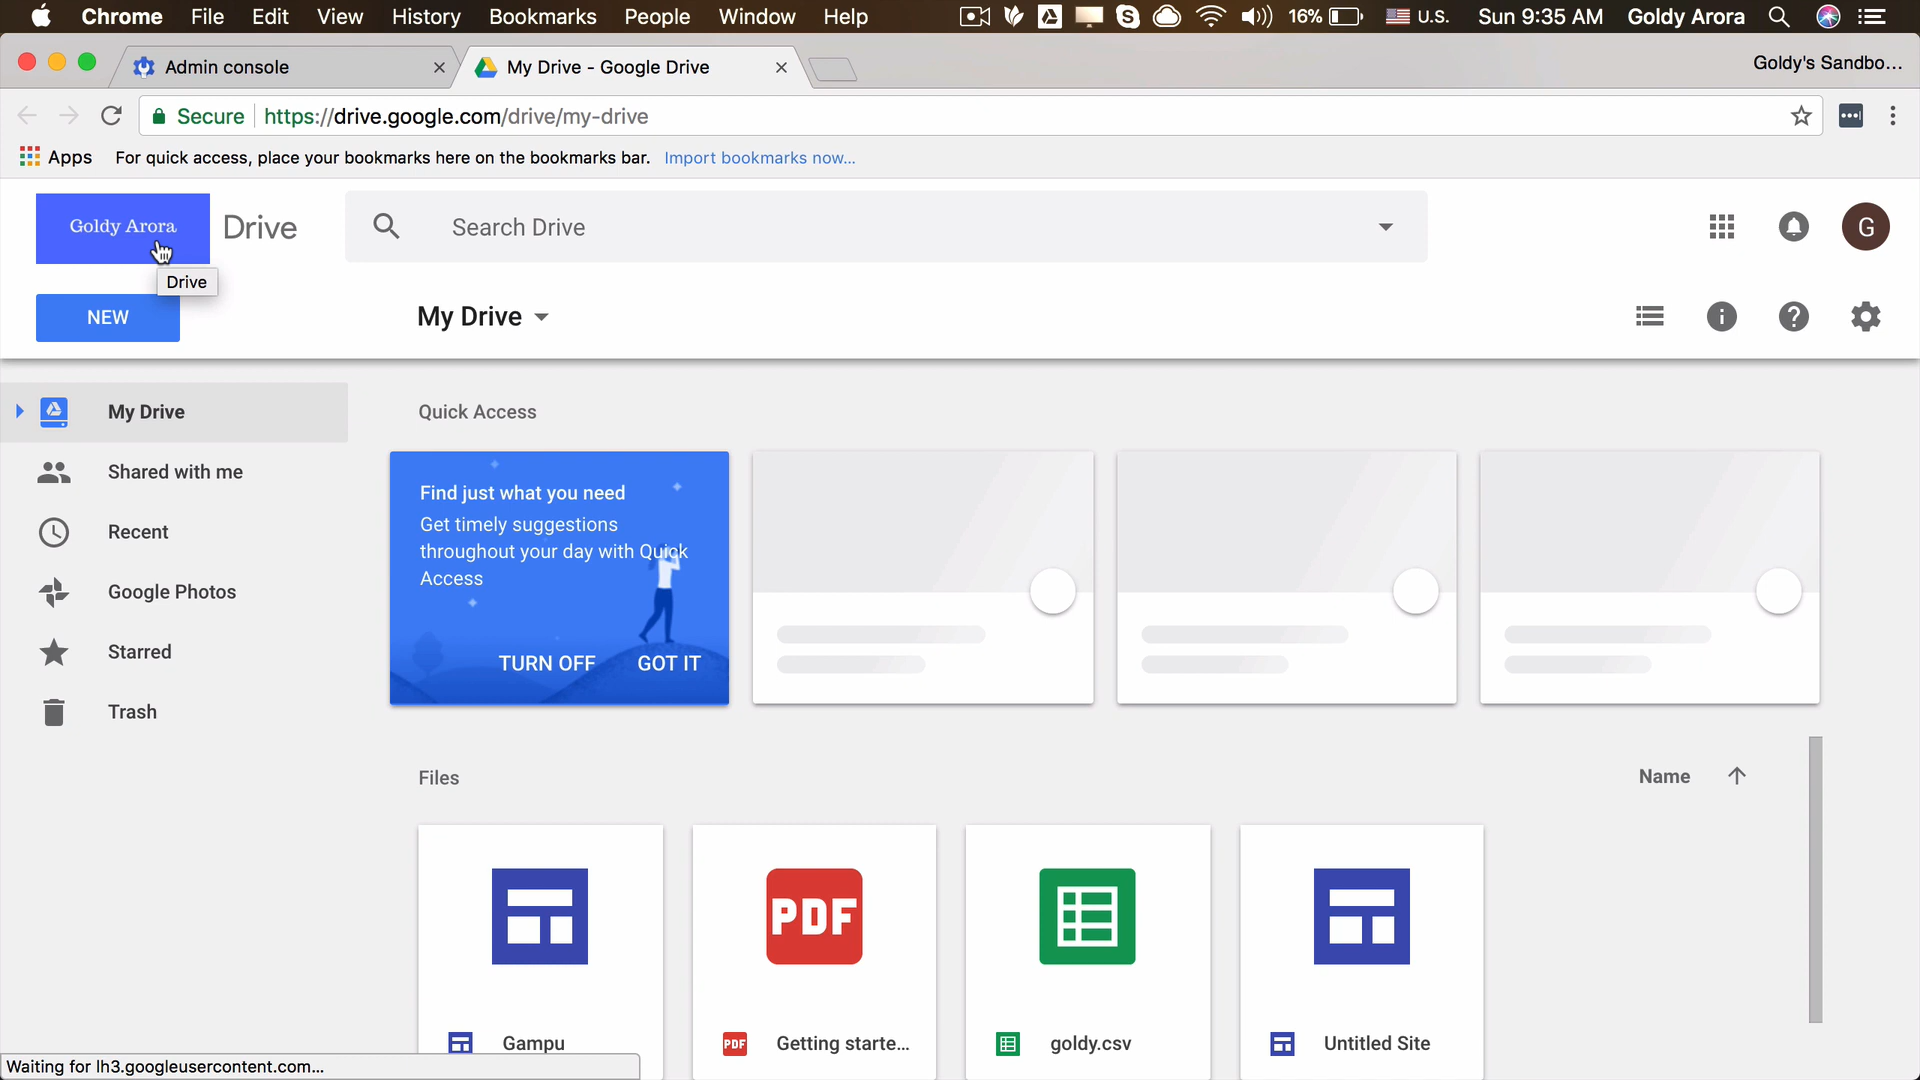 Chrome File Edit View History Bookmarks People Window Help 16% U.S. Sun 9:35 AM Goldy Arora
Admin console
My Drive - Google Drive
Goldy's Sandbo...
Secure https://drive.google.com/drive/my-drive
Apps For quick access, place your bookmarks here on the bookmarks bar. Import bookmarks now...
Goldy Arora Drive Search Drive G
Drive
NEW My Drive
My Drive
Shared with me
Recent
Google Photos
Starred
Trash
Quick Access
Find just what you need
Get timely suggestions
throughout your day with Quick
Access
TURN OFF GOT IT
Files Name
PDF
Gampu
PDF Getting starte...
goldy.csv
Untitled Site
Waiting for lh3.googleusercontent.com...